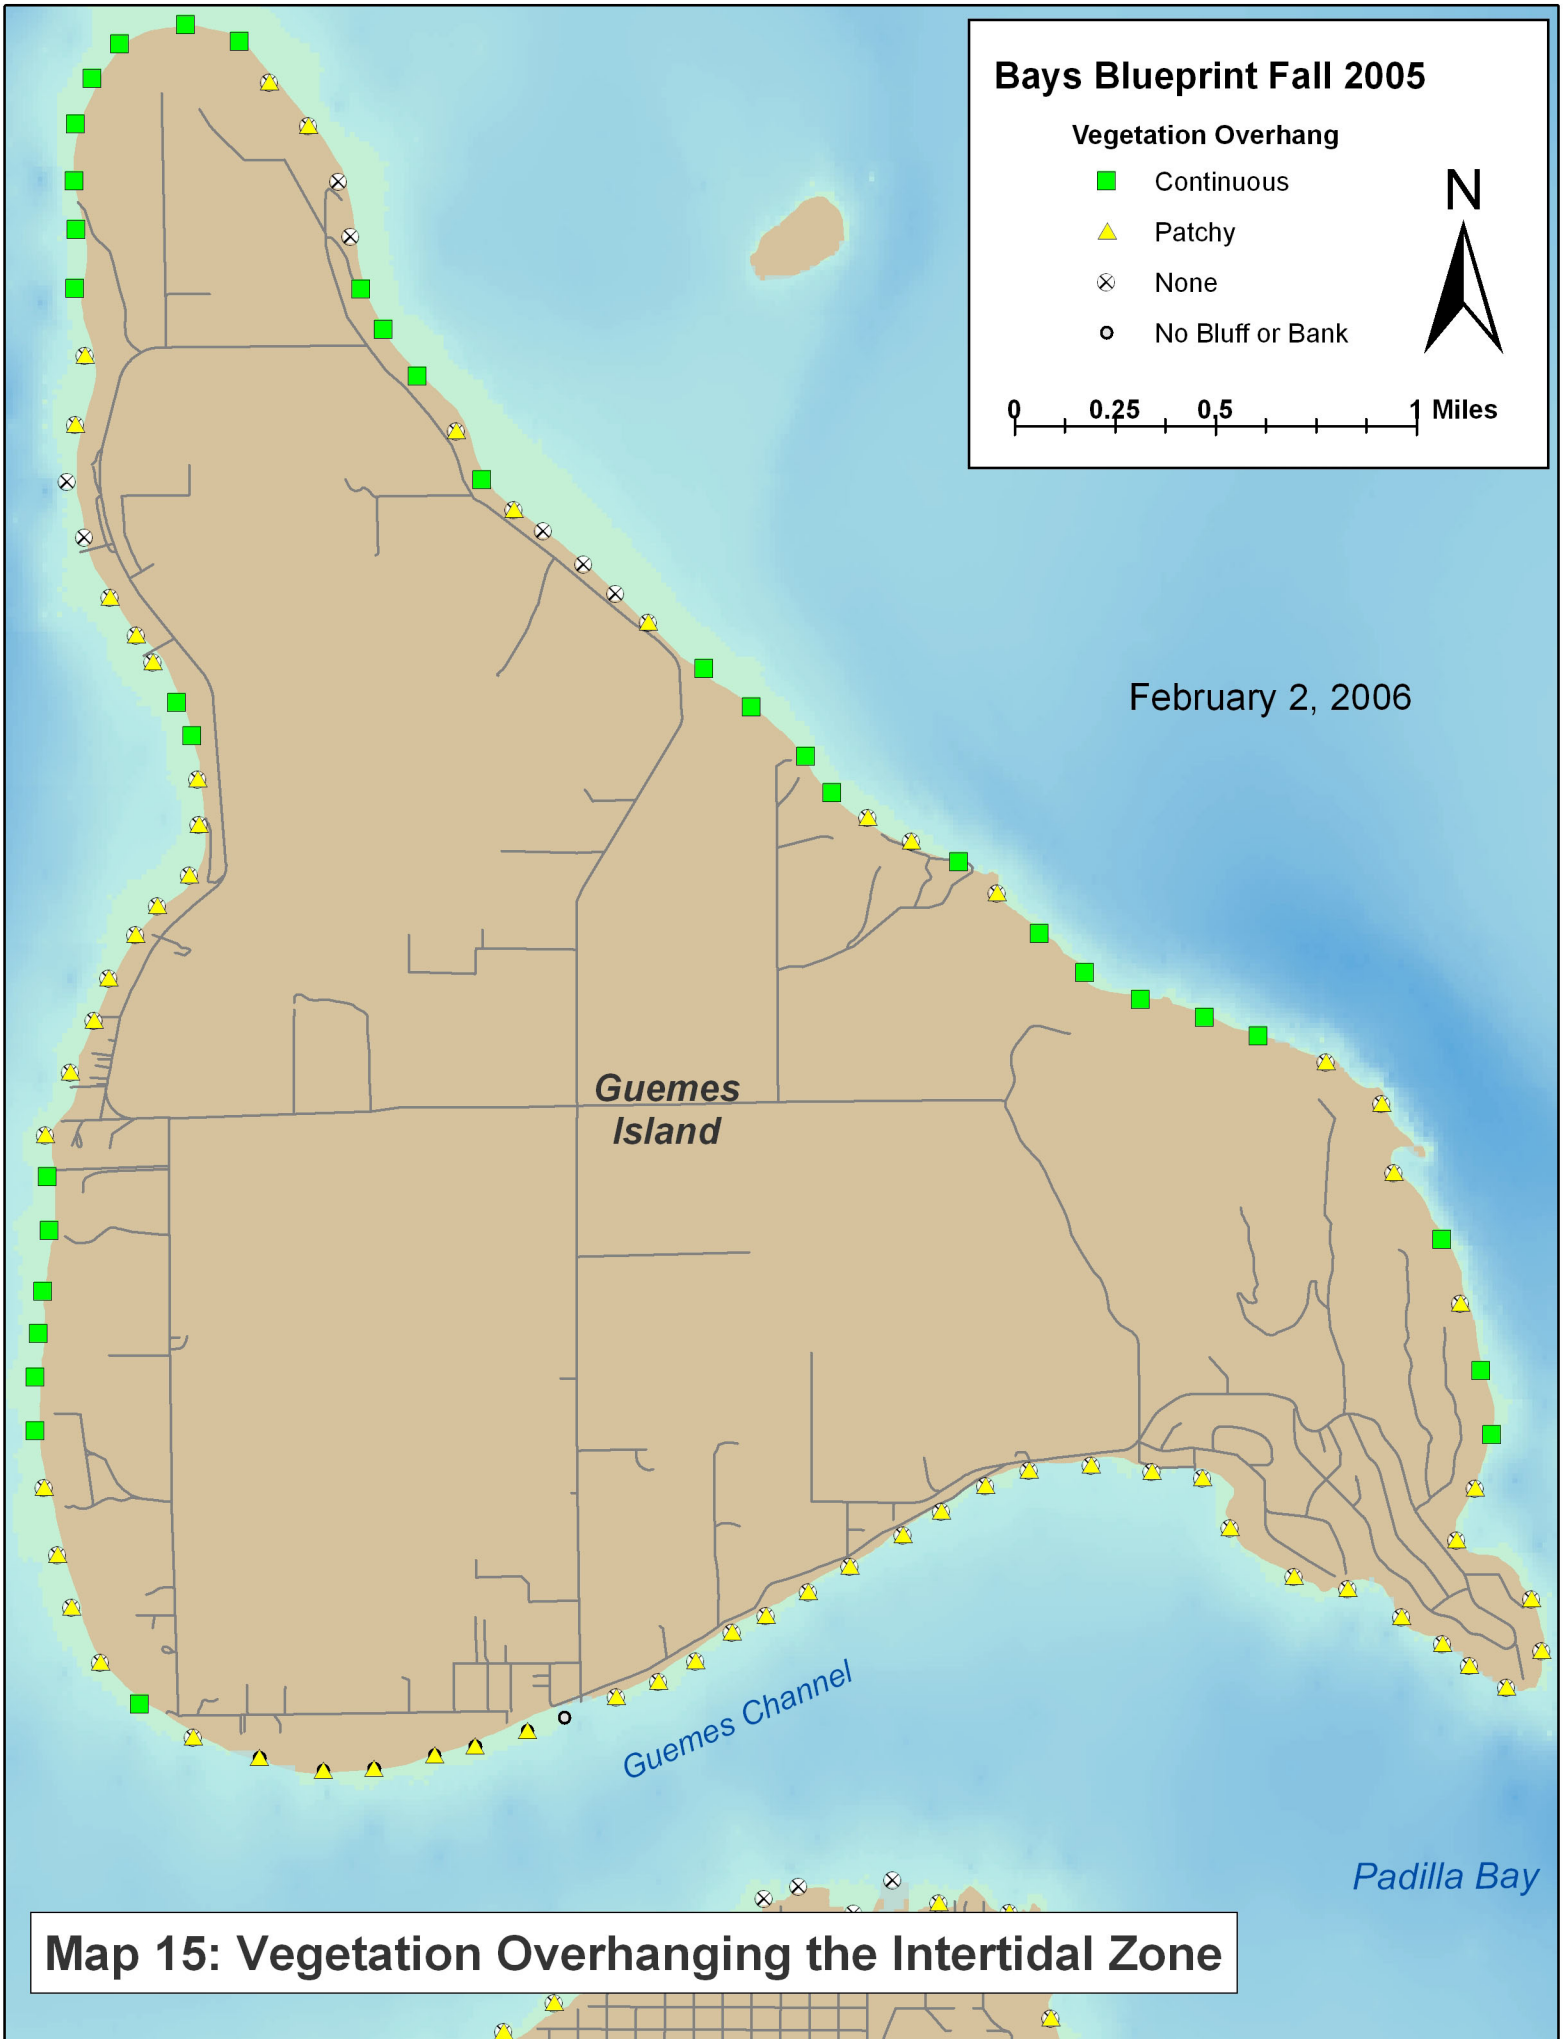 Bays Blueprint Fall 2005
Vegetation Overhang
Continuous
Patchy
None
No Bluff or Bank
N
0 0.25 0.5 1 Miles
February 2, 2006
Guemes
Island
Guemes Channel
Padilla Bay
Map 15: Vegetation Overhanging the Intertidal Zone